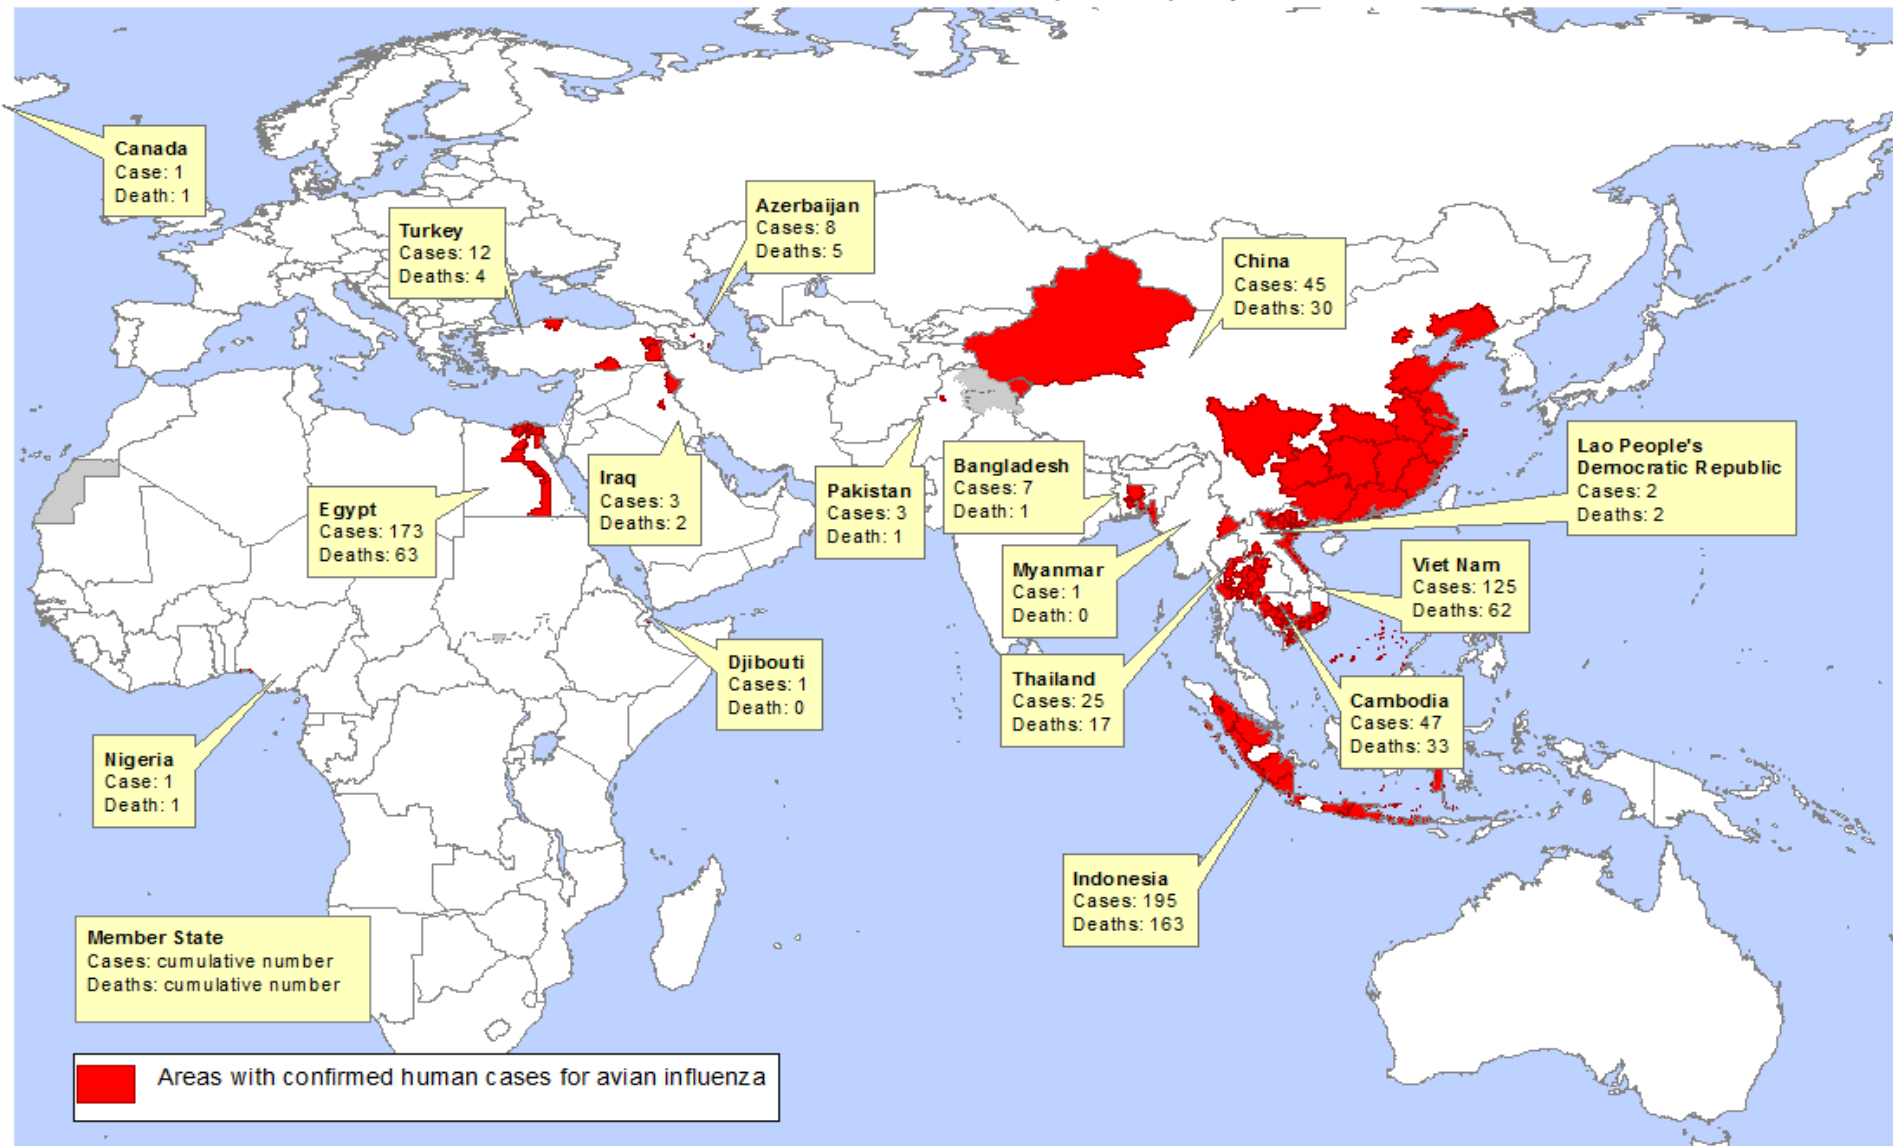 Canada
Case: 1
Death: 1
Turkey
Cases: 12
Deaths: 4
Azerbaijan
Cases: 8
Deaths: 5
China
Cases: 45
Deaths: 30
Egypt
Cases: 173
Deaths: 63
Iraq
Cases: 3
Deaths: 2
Pakistan
Cases: 3
Death: 1
Bangladesh
Cases: 7
Death: 1
Lao People's
Democratic Republic
Cases: 2
Deaths: 2
Myanmar
Case: 1
Death: 0
Viet Nam
Cases: 125
Deaths: 62
Djibouti
Cases: 1
Death: 0
Thailand
Cases: 25
Deaths: 17
Cambodia
Cases: 47
Deaths: 33
Nigeria
Case: 1
Death: 1
Indonesia
Cases: 195
Deaths: 163
Member State
Cases: cumulative number
Deaths: cumulative number
Areas with confirmed human cases for avian influenza